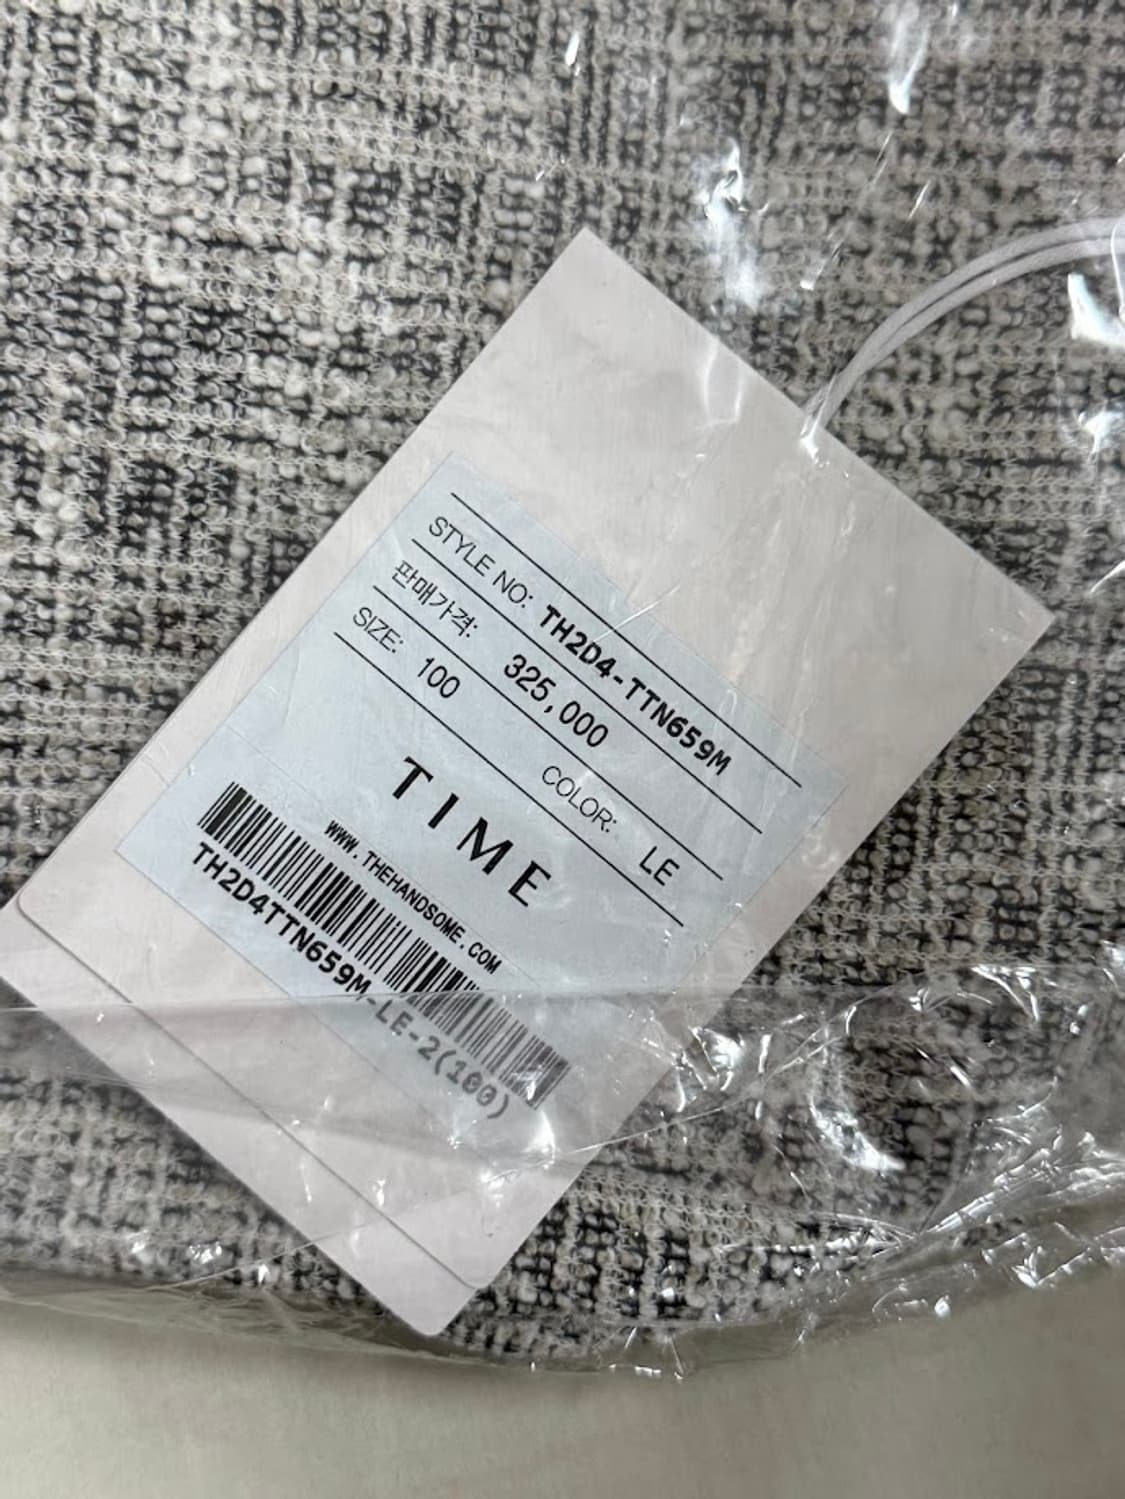 STYLE NO: TH2D4-TTN659M
판매가격: 325,000
SIZE: 100 COLOR: LE
TIME
WWW.THEHANDSOME.COM
TH2D4TTN659M-LE-2(100)